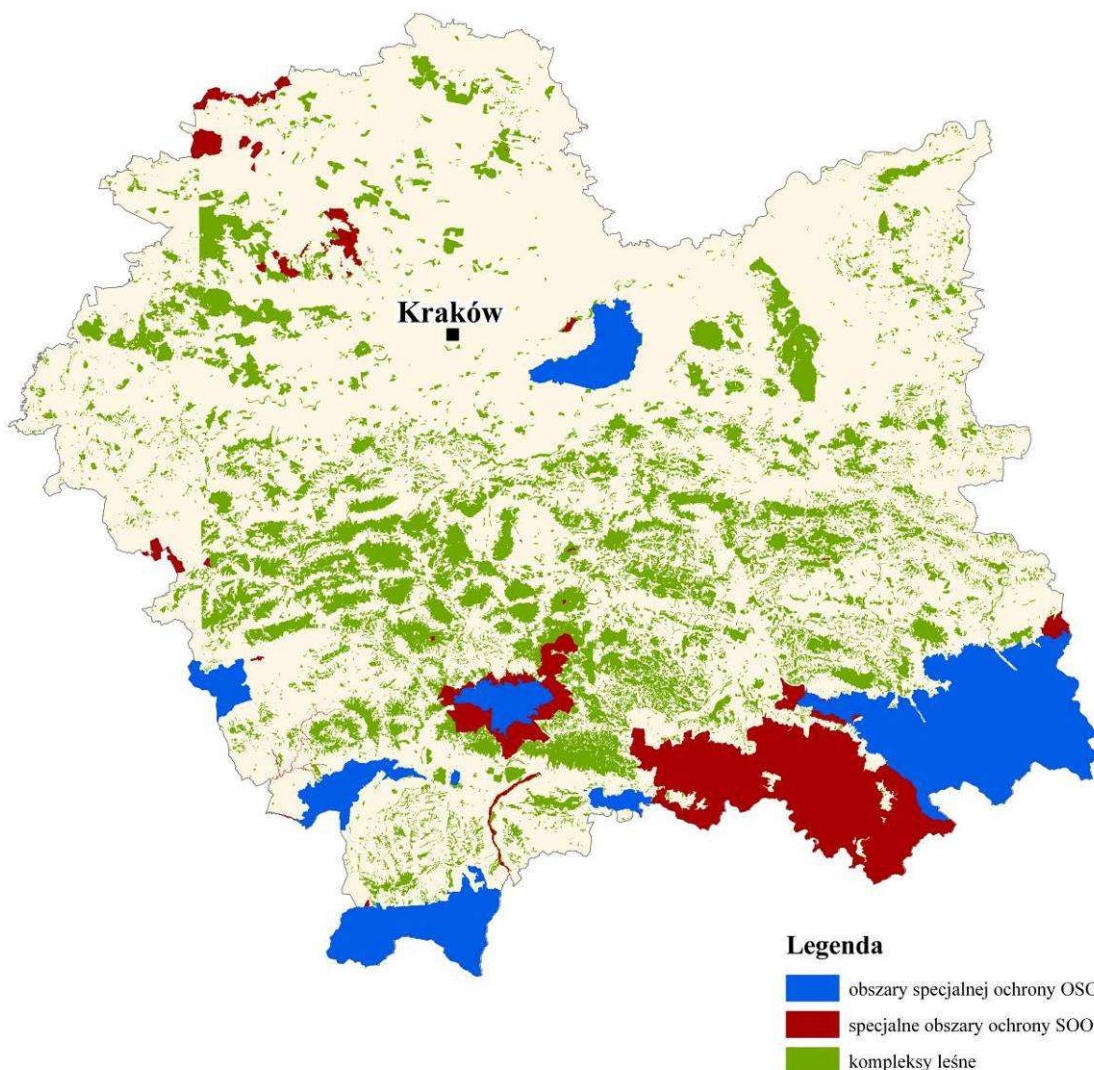 Kraków
Legenda
obszary specjalnej ochrony OSO
specjalne obszary ochrony SOO
kompleksy leśne